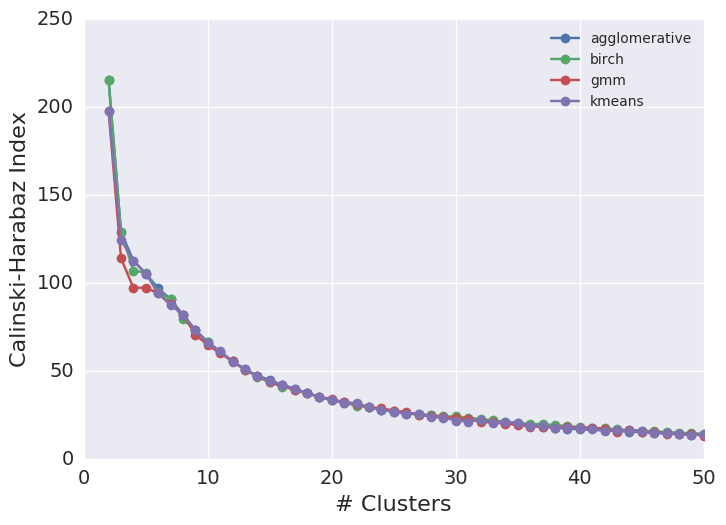 250
200
150
100
50
0
0 10 20 30 40 50
Calinski-Harabaz Index
# Clusters
agglomerative
birch
gmm
kmeans